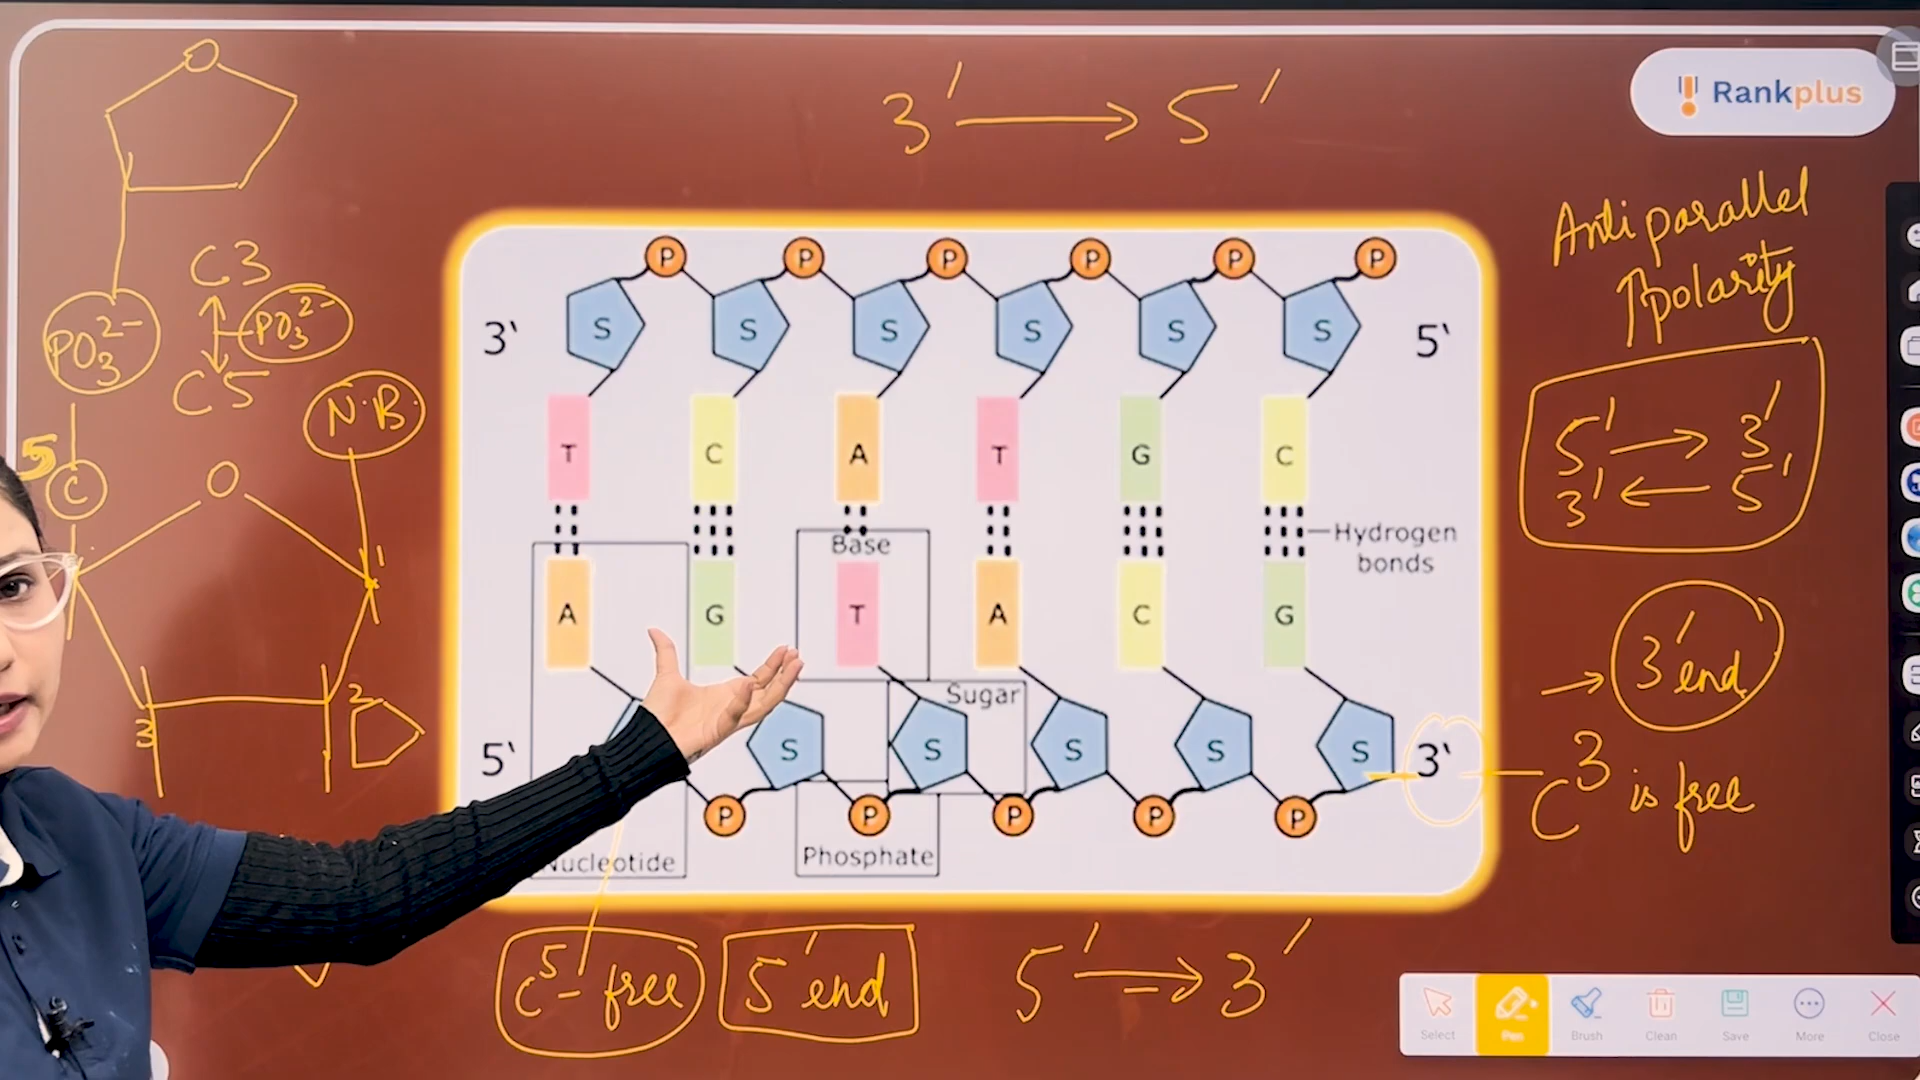 3' → 5'
Rankplus
Anti parallel
polarity
5' → 3'
3' ← 5'
→ 3' end
C3 is free
O
PO3 2-
C3
PO3 2-
C5
N.B.
5
C
O
1
2
3
P P P P P P
3' S S S S S S 5'
T C A T G C
Hydrogen
bonds
Base
A G T A C G
Sugar
5' S S S S S 3'
P P P P P
Nucleotide
Phosphate
C5 - free
5' end
5' ⇒ 3'
Select
Pen
Brush
Clean
Save
More
Close